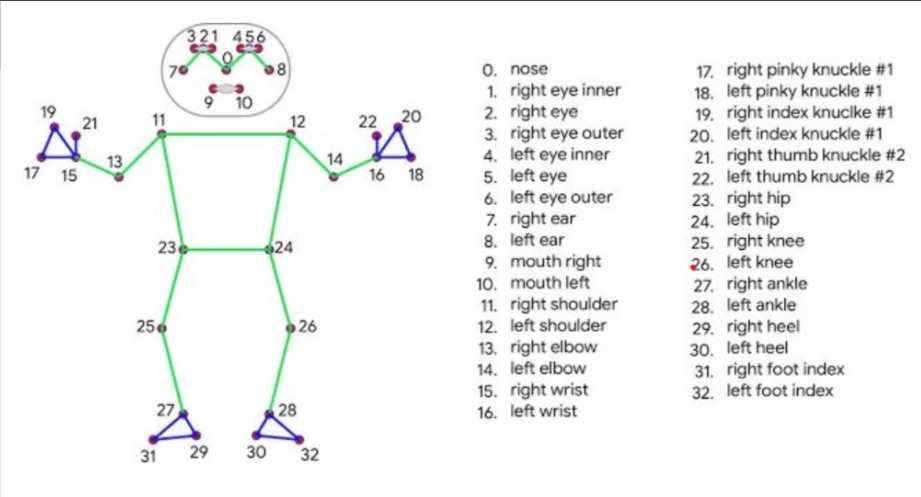 3 2 1 4 5 6
0
7 8
9 10
19 21 11 12 22 20
13 14
17 15 16 18
23 24
25 26
27 28
31 29 30 32
0. nose
1. right eye inner
2. right eye
3. right eye outer
4. left eye inner
5. left eye
6. left eye outer
7. right ear
8. left ear
9. mouth right
10. mouth left
11. right shoulder
12. left shoulder
13. right elbow
14. left elbow
15. right wrist
16. left wrist
17. right pinky knuckle #1
18. left pinky knuckle #1
19. right index knuclke #1
20. left index knuckle #1
21. right thumb knuckle #2
22. left thumb knuckle #2
23. right hip
24. left hip
25. right knee
26. left knee
27. right ankle
28. left ankle
29. right heel
30. left heel
31. right foot index
32. left foot index